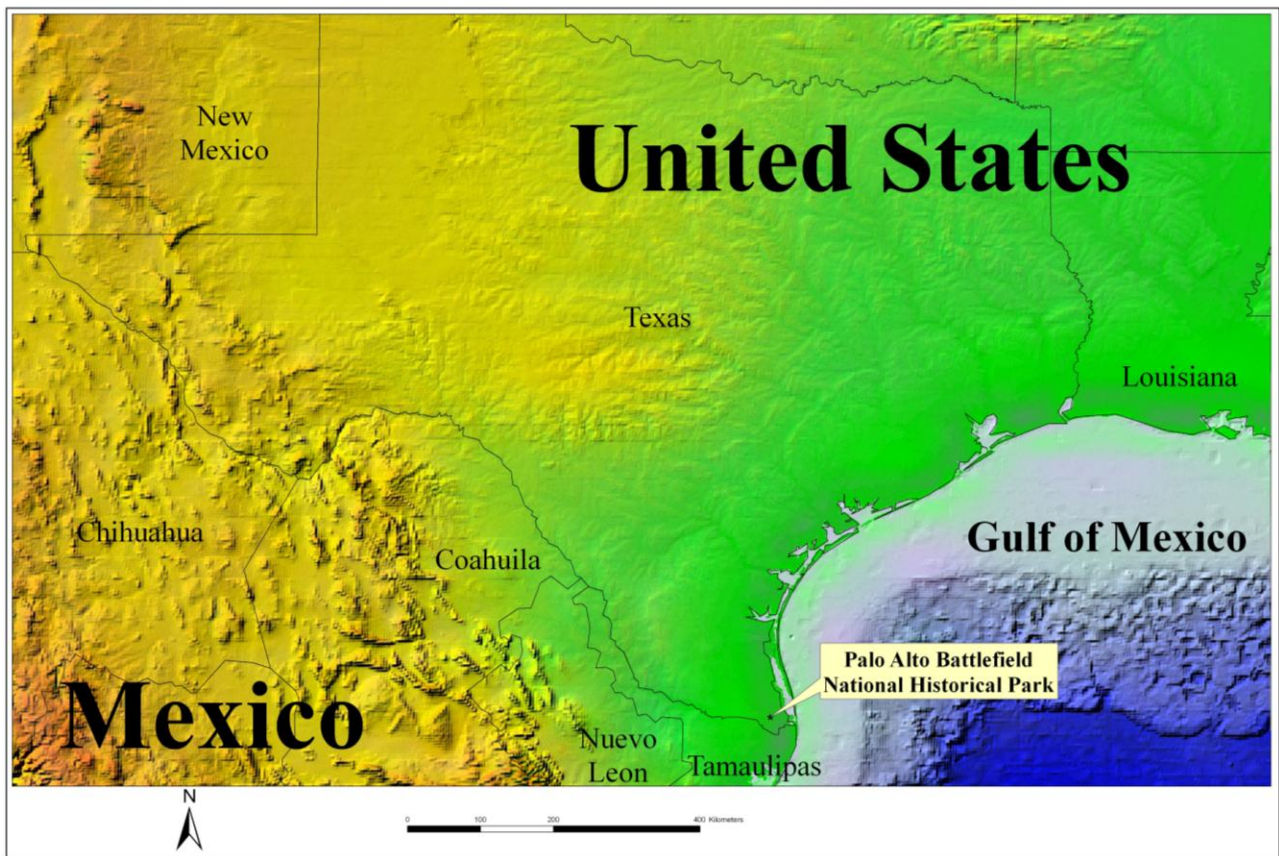 New
Mexico
United States
Texas
Louisiana
Chihuahua
Coahuila
Gulf of Mexico
Palo Alto Battlefield
National Historical Park
Mexico
Nuevo
Leon
Tamaulipas
N
0 100 200 400 Kilometers